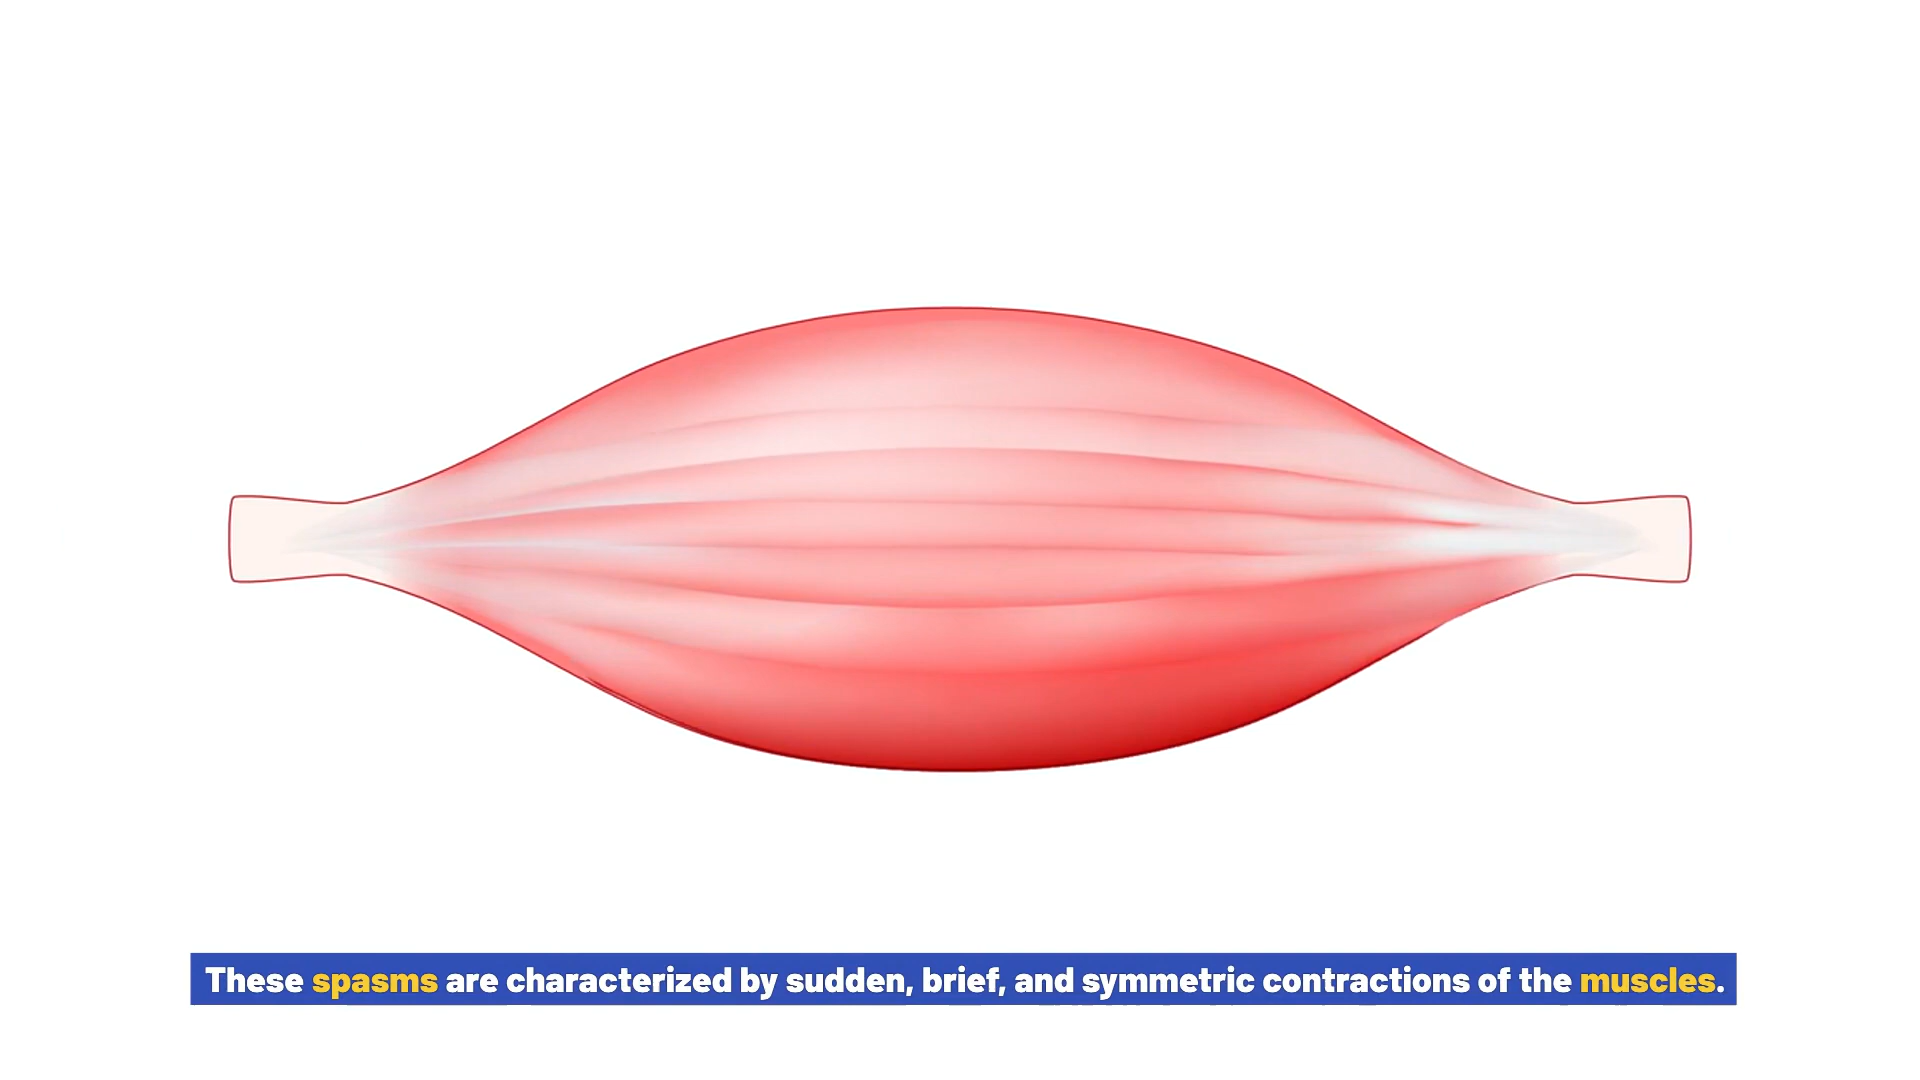 These spasms are characterized by sudden, brief, and symmetric contractions of the muscles.